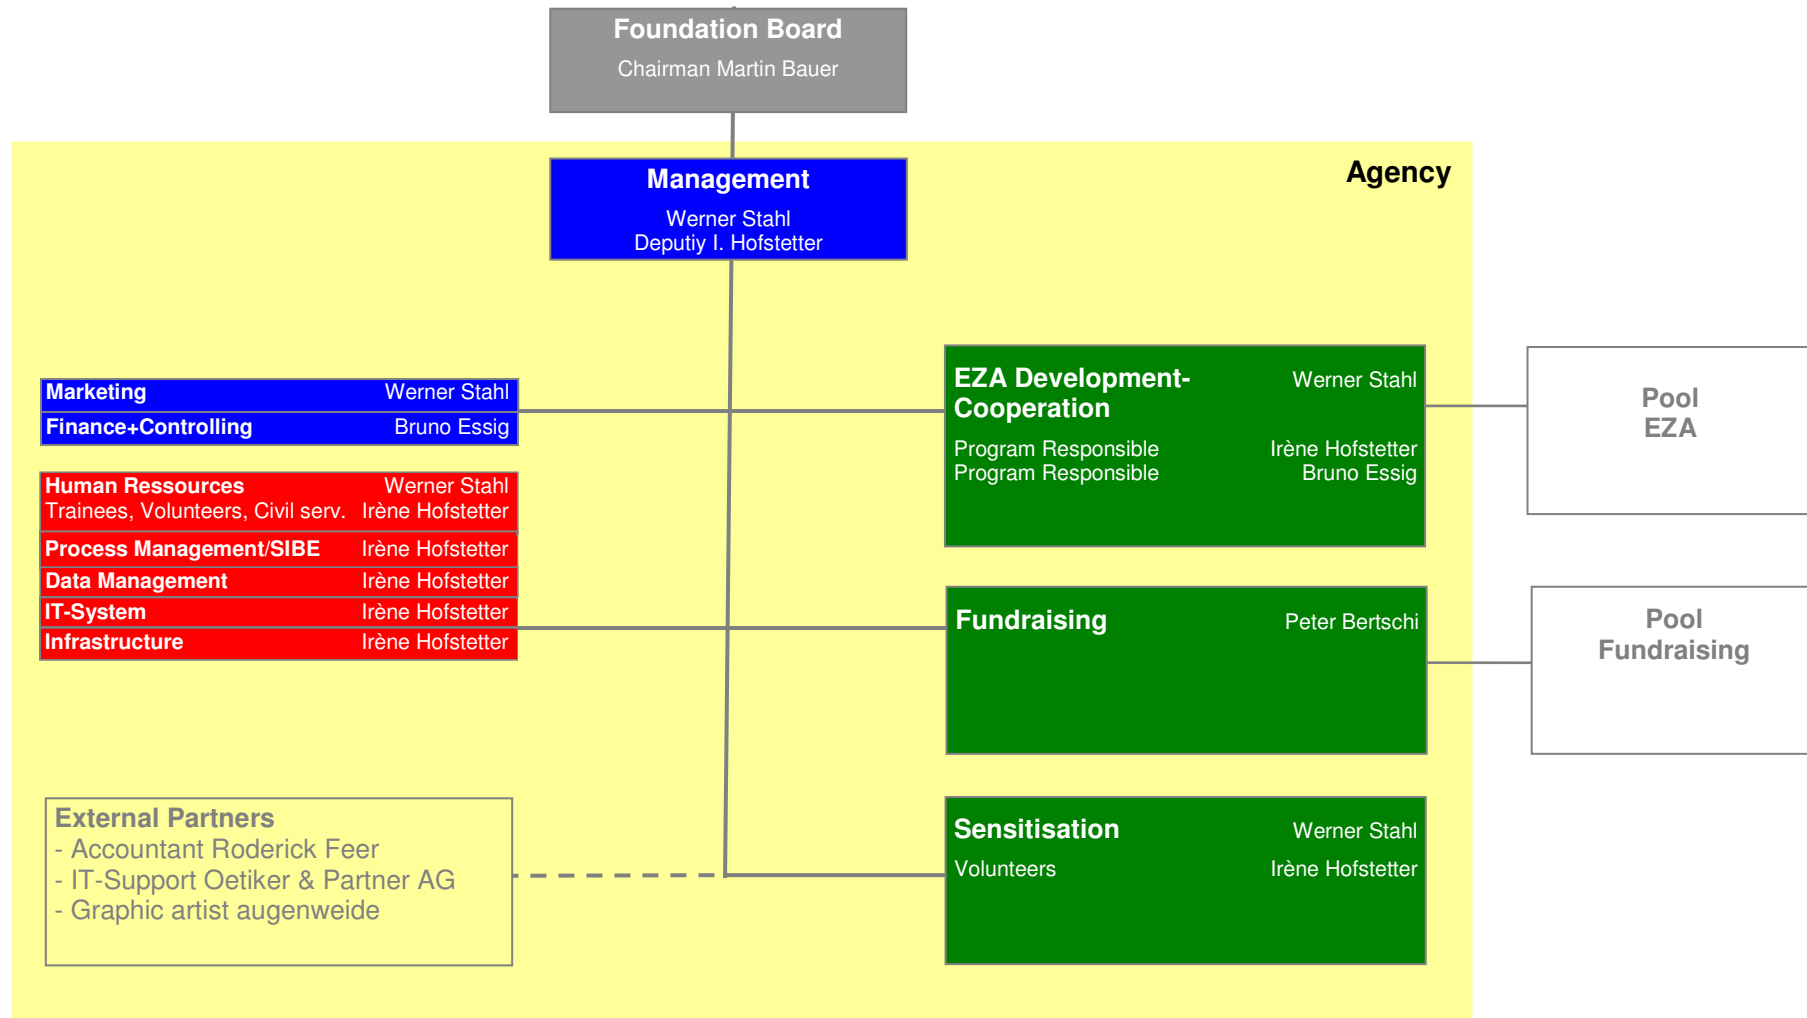 Foundation Board
Chairman Martin Bauer
Agency
Management
Werner Stahl
Deputiy I. Hofstetter
Marketing Werner Stahl
Finance+Controlling Bruno Essig
Human Ressources Werner Stahl
Trainees, Volunteers, Civil serv. Irène Hofstetter
Process Management/SIBE Irène Hofstetter
Data Management Irène Hofstetter
IT-System Irène Hofstetter
Infrastructure Irène Hofstetter
External Partners
- Accountant Roderick Feer
- IT-Support Oetiker & Partner AG
- Graphic artist augenweide
EZA Development- Werner Stahl
Cooperation
Program Responsible Irène Hofstetter
Program Responsible Bruno Essig
Fundraising Peter Bertschi
Sensitisation Werner Stahl
Volunteers Irène Hofstetter
Pool
EZA
Pool
Fundraising